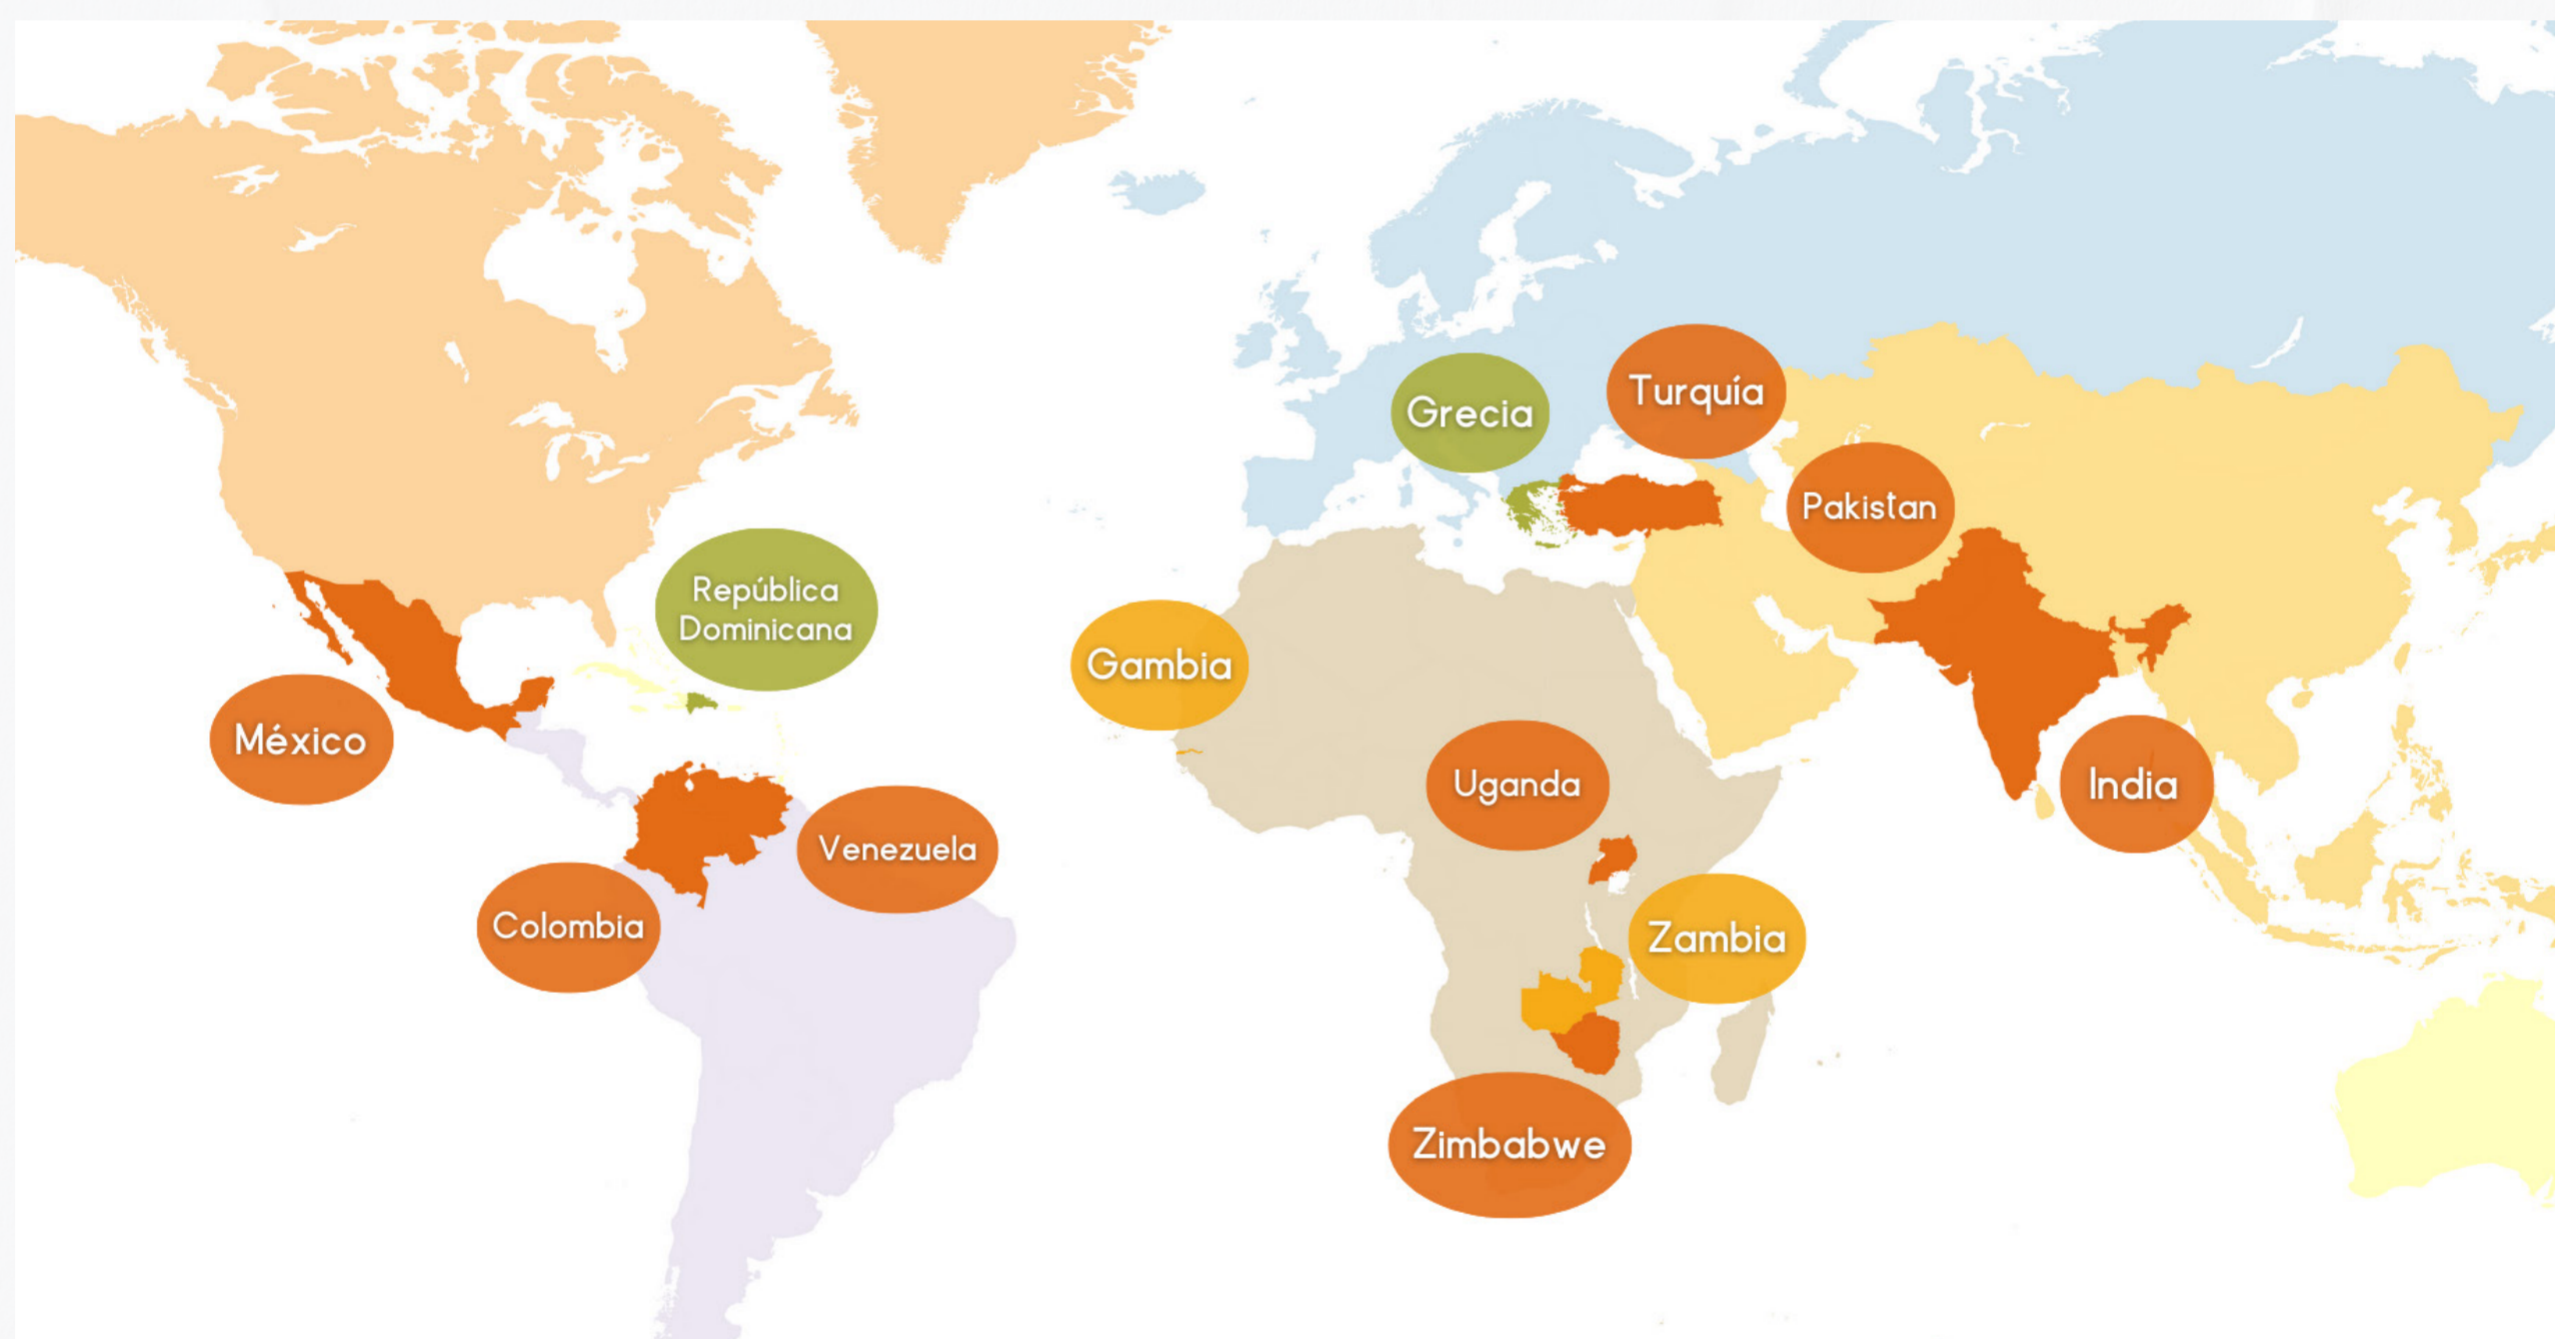 Turquía
Grecia
Pakistan
República
Dominicana
Gambia
México
Uganda
India
Venezuela
Colombia
Zambia
Zimbabwe